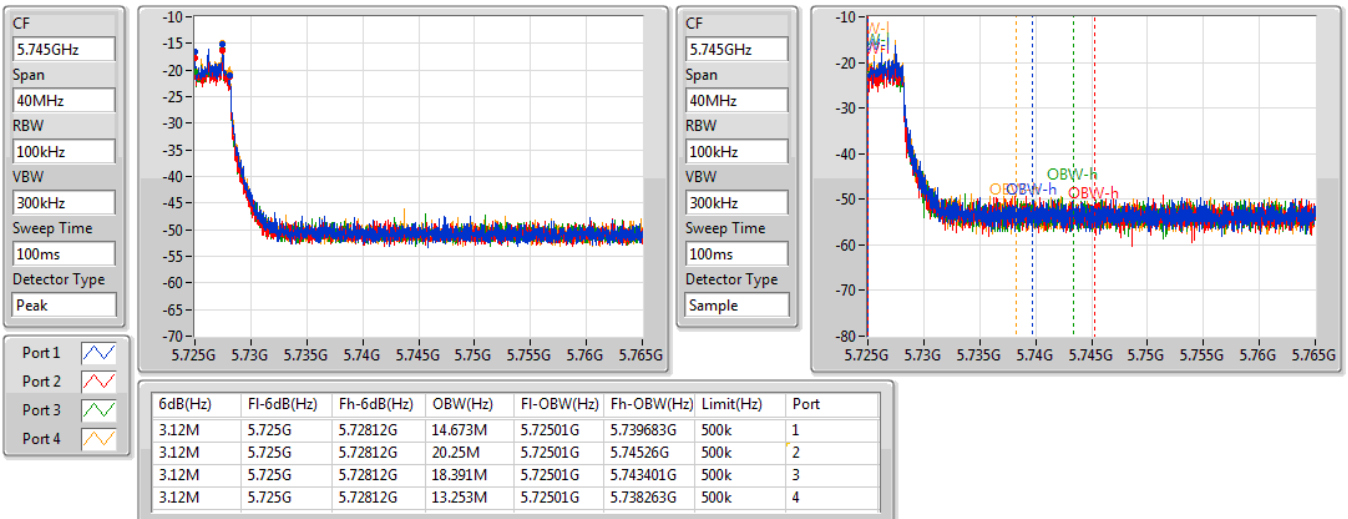 CF
5.745GHz
Span
40MHz
RBW
100kHz
VBW
300kHz
Sweep Time
100ms
Detector Type
Peak
-10
-15
-20
-25
-30
-35
-40
-45
-50
-55
-60
-65
-70
5.725G 5.73G 5.735G 5.74G 5.745G 5.75G 5.755G 5.76G 5.765G
CF
5.745GHz
Span
40MHz
RBW
100kHz
VBW
300kHz
Sweep Time
100ms
Detector Type
Sample
-10
-20
-30
-40
-50
-60
-70
-80
OBW-h
OBW-h OBW-h
5.725G 5.73G 5.735G 5.74G 5.745G 5.75G 5.755G 5.76G 5.765G
Port 1
Port 2
Port 3
Port 4
6dB(Hz) Fl-6dB(Hz) Fh-6dB(Hz) OBW(Hz) Fl-OBW(Hz) Fh-OBW(Hz) Limit(Hz) Port
3.12M 5.725G 5.72812G 14.673M 5.72501G 5.739683G 500k 1
3.12M 5.725G 5.72812G 20.25M 5.72501G 5.74526G 500k 2
3.12M 5.725G 5.72812G 18.391M 5.72501G 5.743401G 500k 3
3.12M 5.725G 5.72812G 13.253M 5.72501G 5.738263G 500k 4